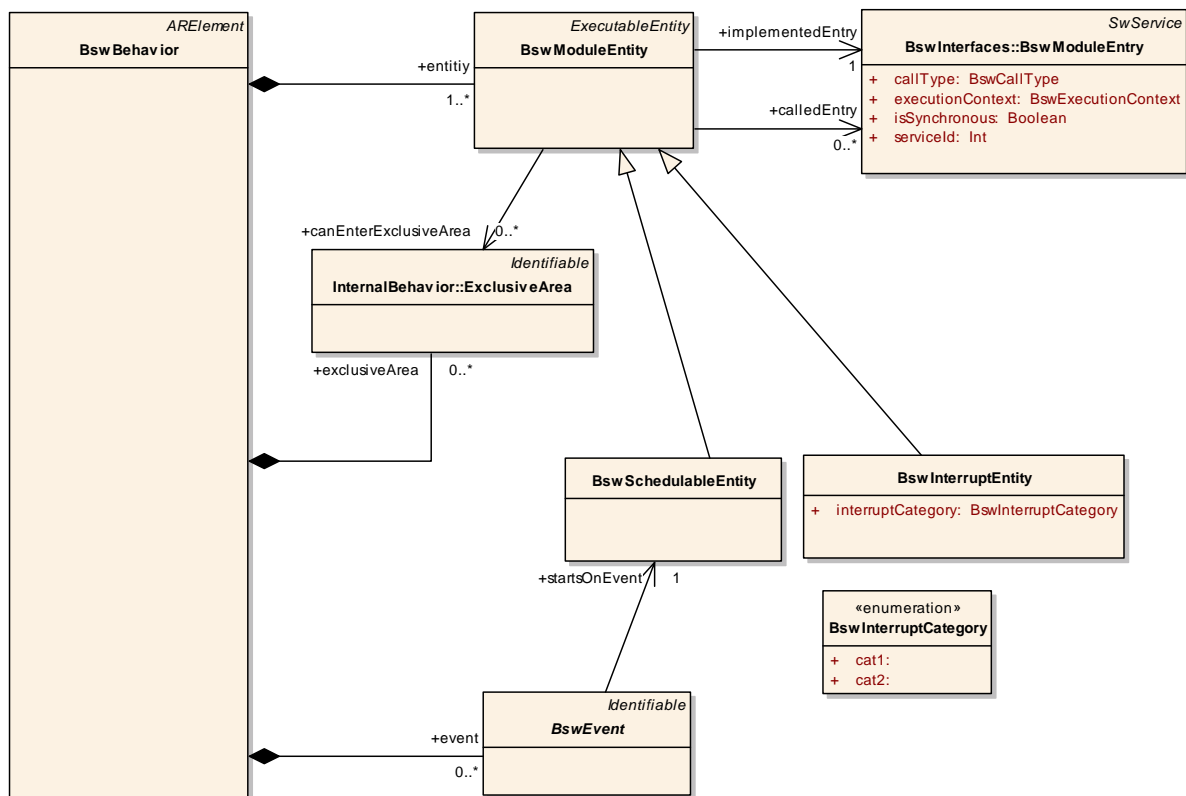 ARElement
BswBehavior
ExecutableEntity
BswModuleEntity
SwService
BswInterfaces::BswModuleEntry
+ callType: BswCallType
+ executionContext: BswExecutionContext
+ isSynchronous: Boolean
+ serviceId: Int
+implementedEntry
1
+calledEntry
0..*
+entitiy
1..*
+canEnterExclusiveArea
0..*
Identifiable
InternalBehavior::ExclusiveArea
+exclusiveArea
0..*
BswSchedulableEntity
BswInterruptEntity
+ interruptCategory: BswInterruptCategory
+startsOnEvent
1
«enumeration»
BswInterruptCategory
+ cat1:
+ cat2:
Identifiable
BswEvent
+event
0..*